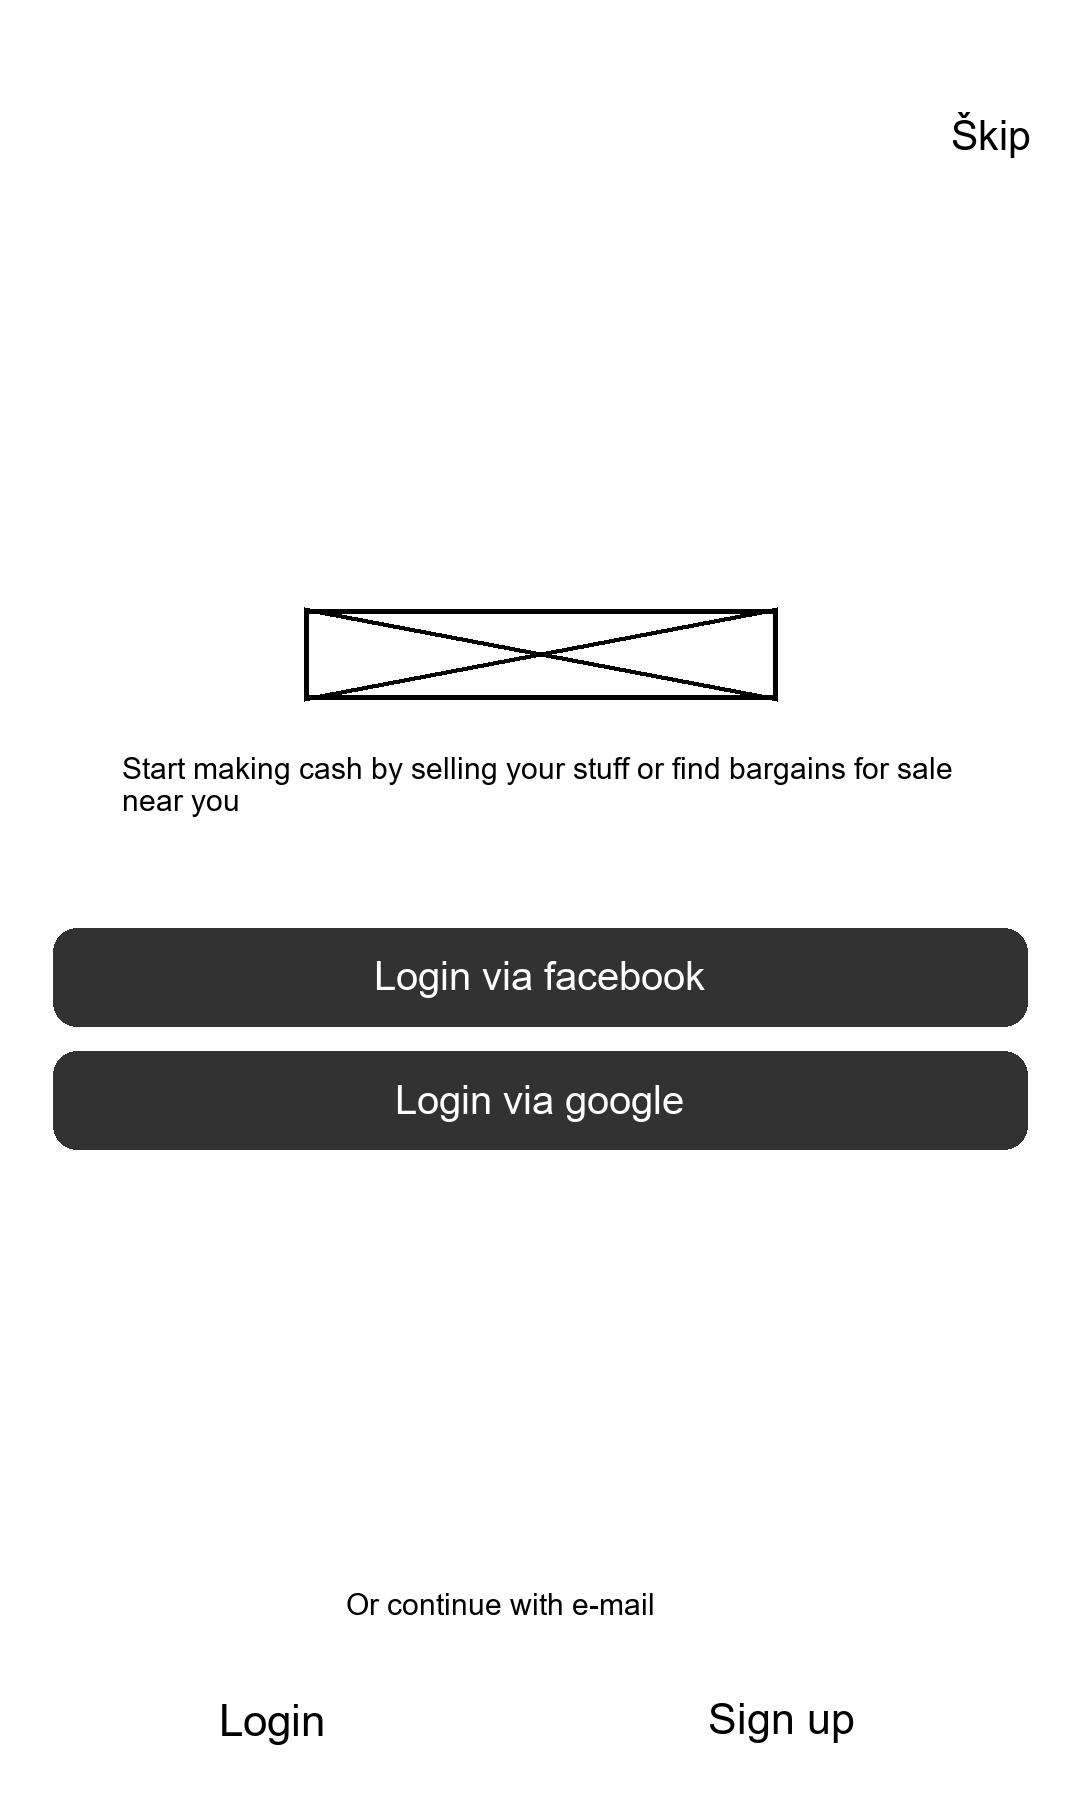 Škip
Start making cash by selling your stuff or find bargains for sale
near you
Login via facebook
Login via google
Or continue with e-mail
Login
Sign up